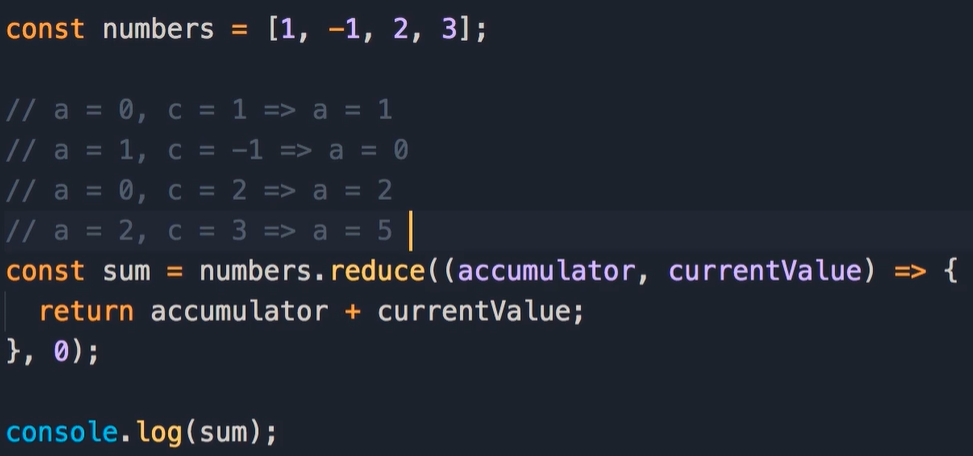 const numbers = [1, -1, 2, 3];
// a = 0, c = 1 => a = 1
// a = 1, c = -1 => a = 0
// a = 0, c = 2 => a = 2
// a = 2, c = 3 => a = 5
const sum = numbers.reduce((accumulator, currentValue) => {
  return accumulator + currentValue;
}, 0);
console.log(sum);